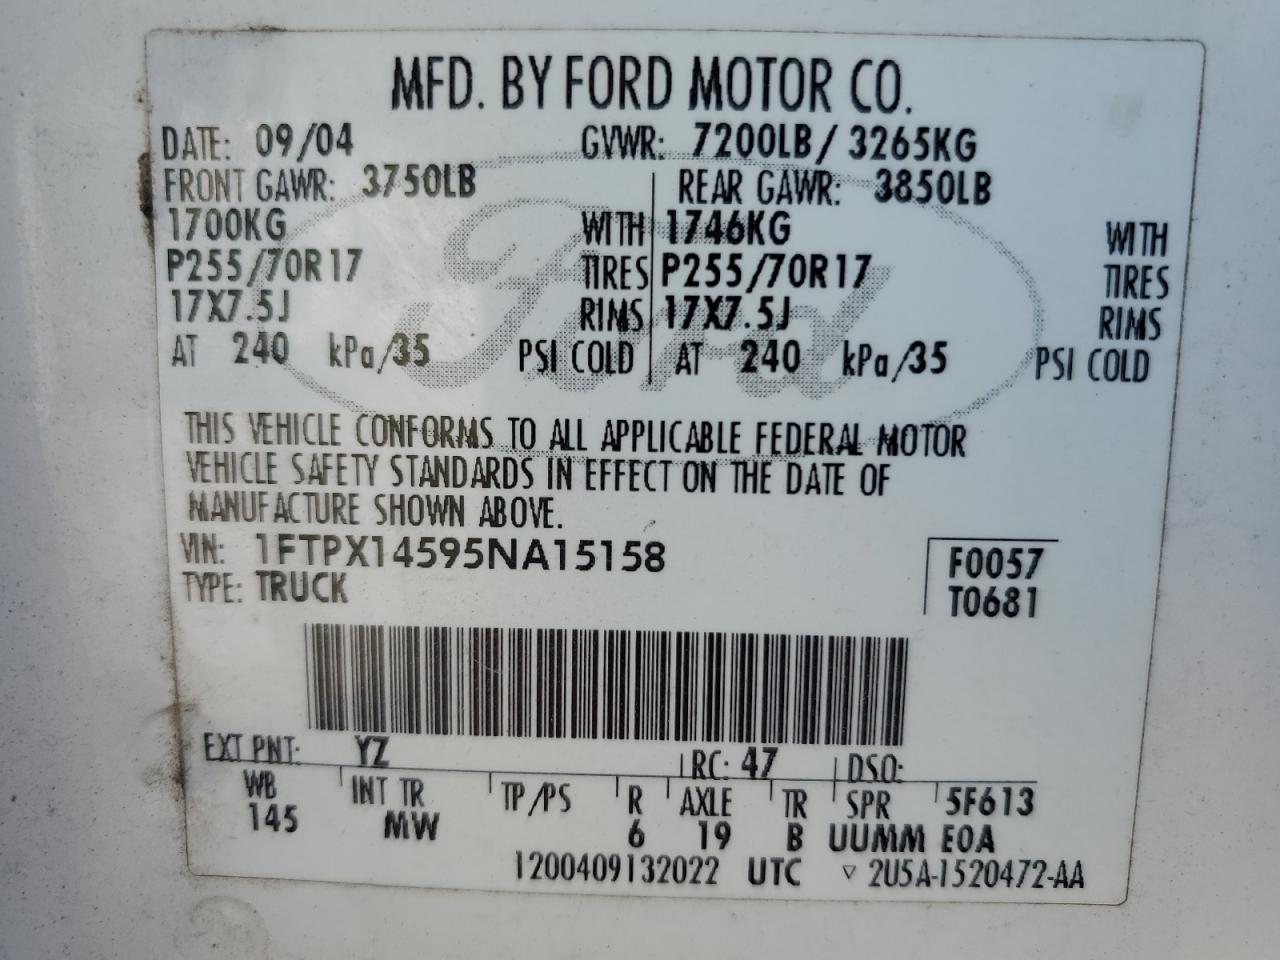 MFD. BY FORD MOTOR CO.
DATE: 09/04 GVWR: 7200LB / 3265KG
FRONT GAWR: 3750LB REAR GAWR: 3850LB
1700KG WITH 1746KG WITH
P255/70R17 TIRES P255/70R17 TIRES
17X7.5J RIMS 17X7.5J RIMS
AT 240 kPa/35 PSI COLD AT 240 kPa/35 PSI COLD
Ford
THIS VEHICLE CONFORMS TO ALL APPLICABLE FEDERAL MOTOR
VEHICLE SAFETY STANDARDS IN EFFECT ON THE DATE OF
MANUFACTURE SHOWN ABOVE.
VIN: 1FTPX14595NA15158 F0057
TYPE: TRUCK T0681
EXT PNT: YZ RC: 47 DSO:
WB INT TR TP/PS R AXLE TR SPR 5F613
145 MW 6 19 B UUMM EOA
1200409132022 UTC ▽ 2U5A-1520472-AA